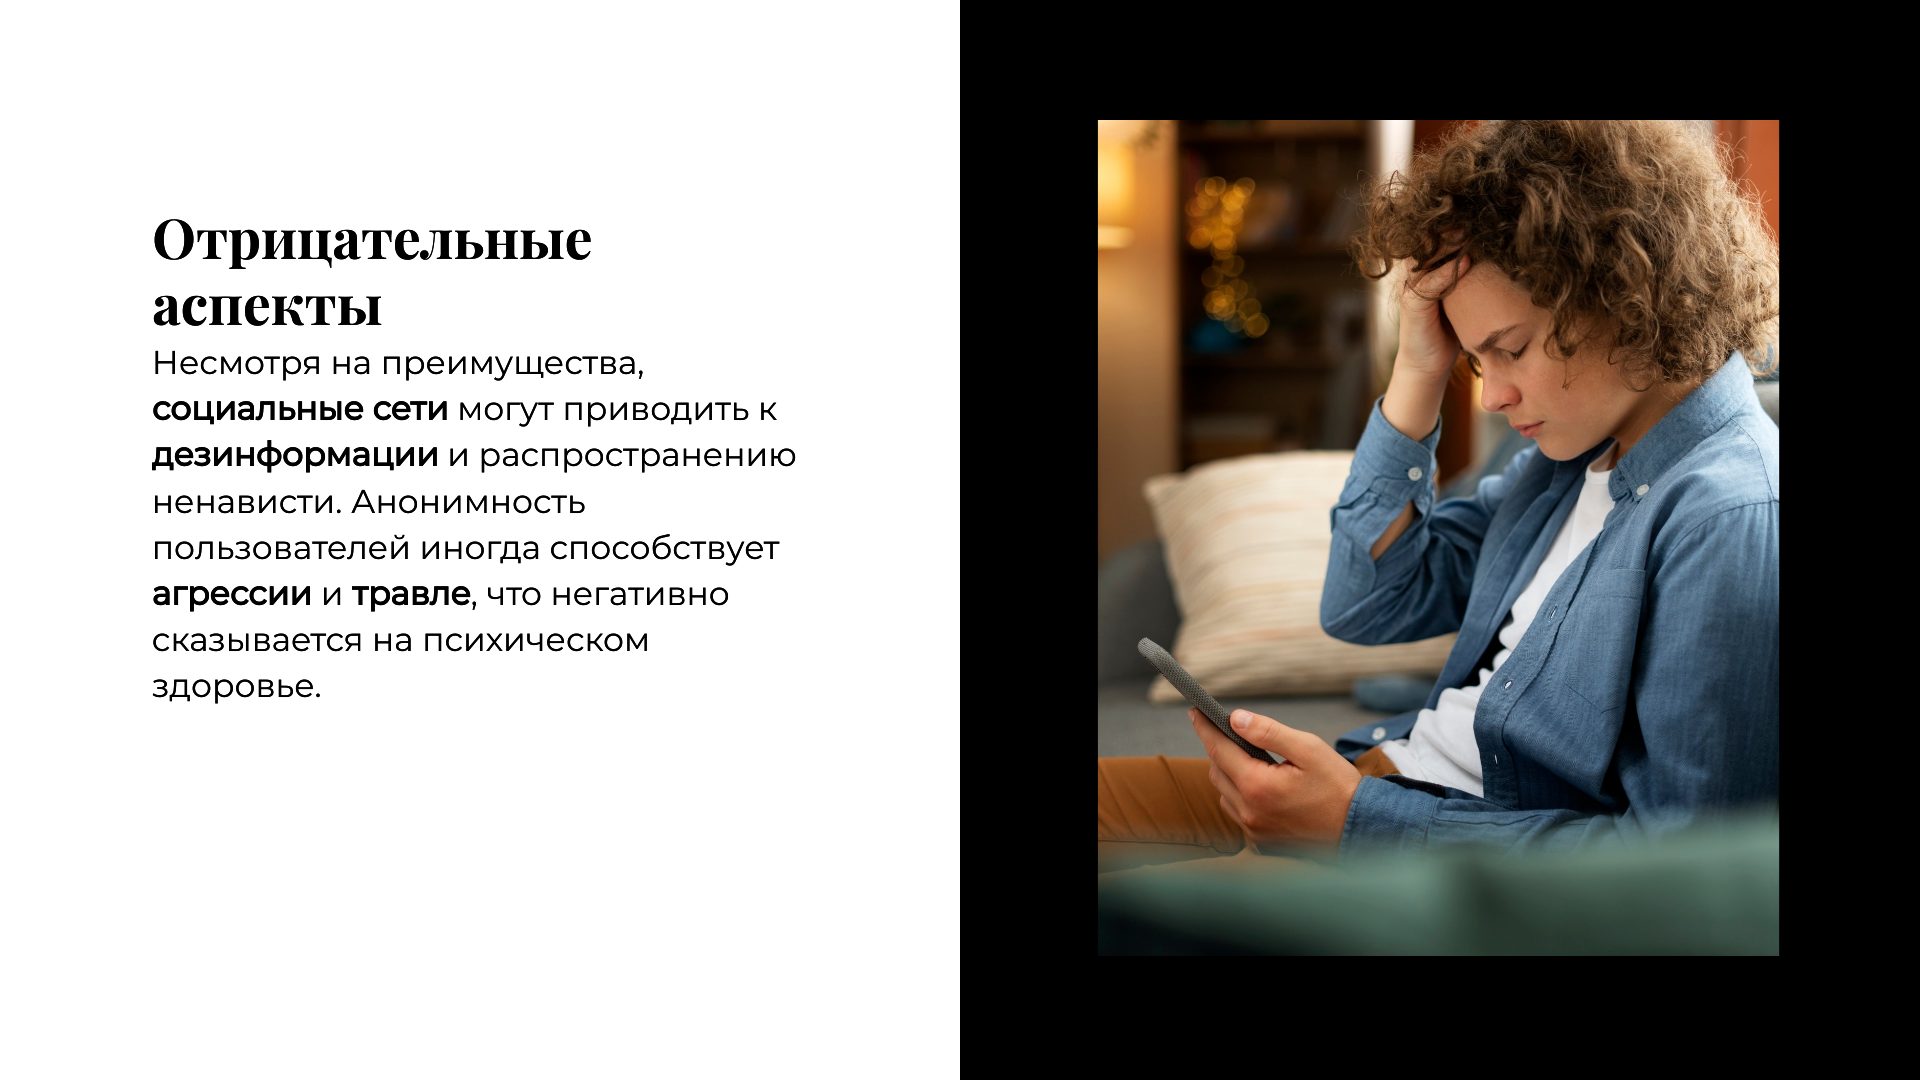 Отрицательные
аспекты
Несмотря на преимущества,
социальные сети могут приводить к
дезинформации и распространению
ненависти. Анонимность
пользователей иногда способствует
агрессии и травле, что негативно
сказывается на психическом
здоровье.